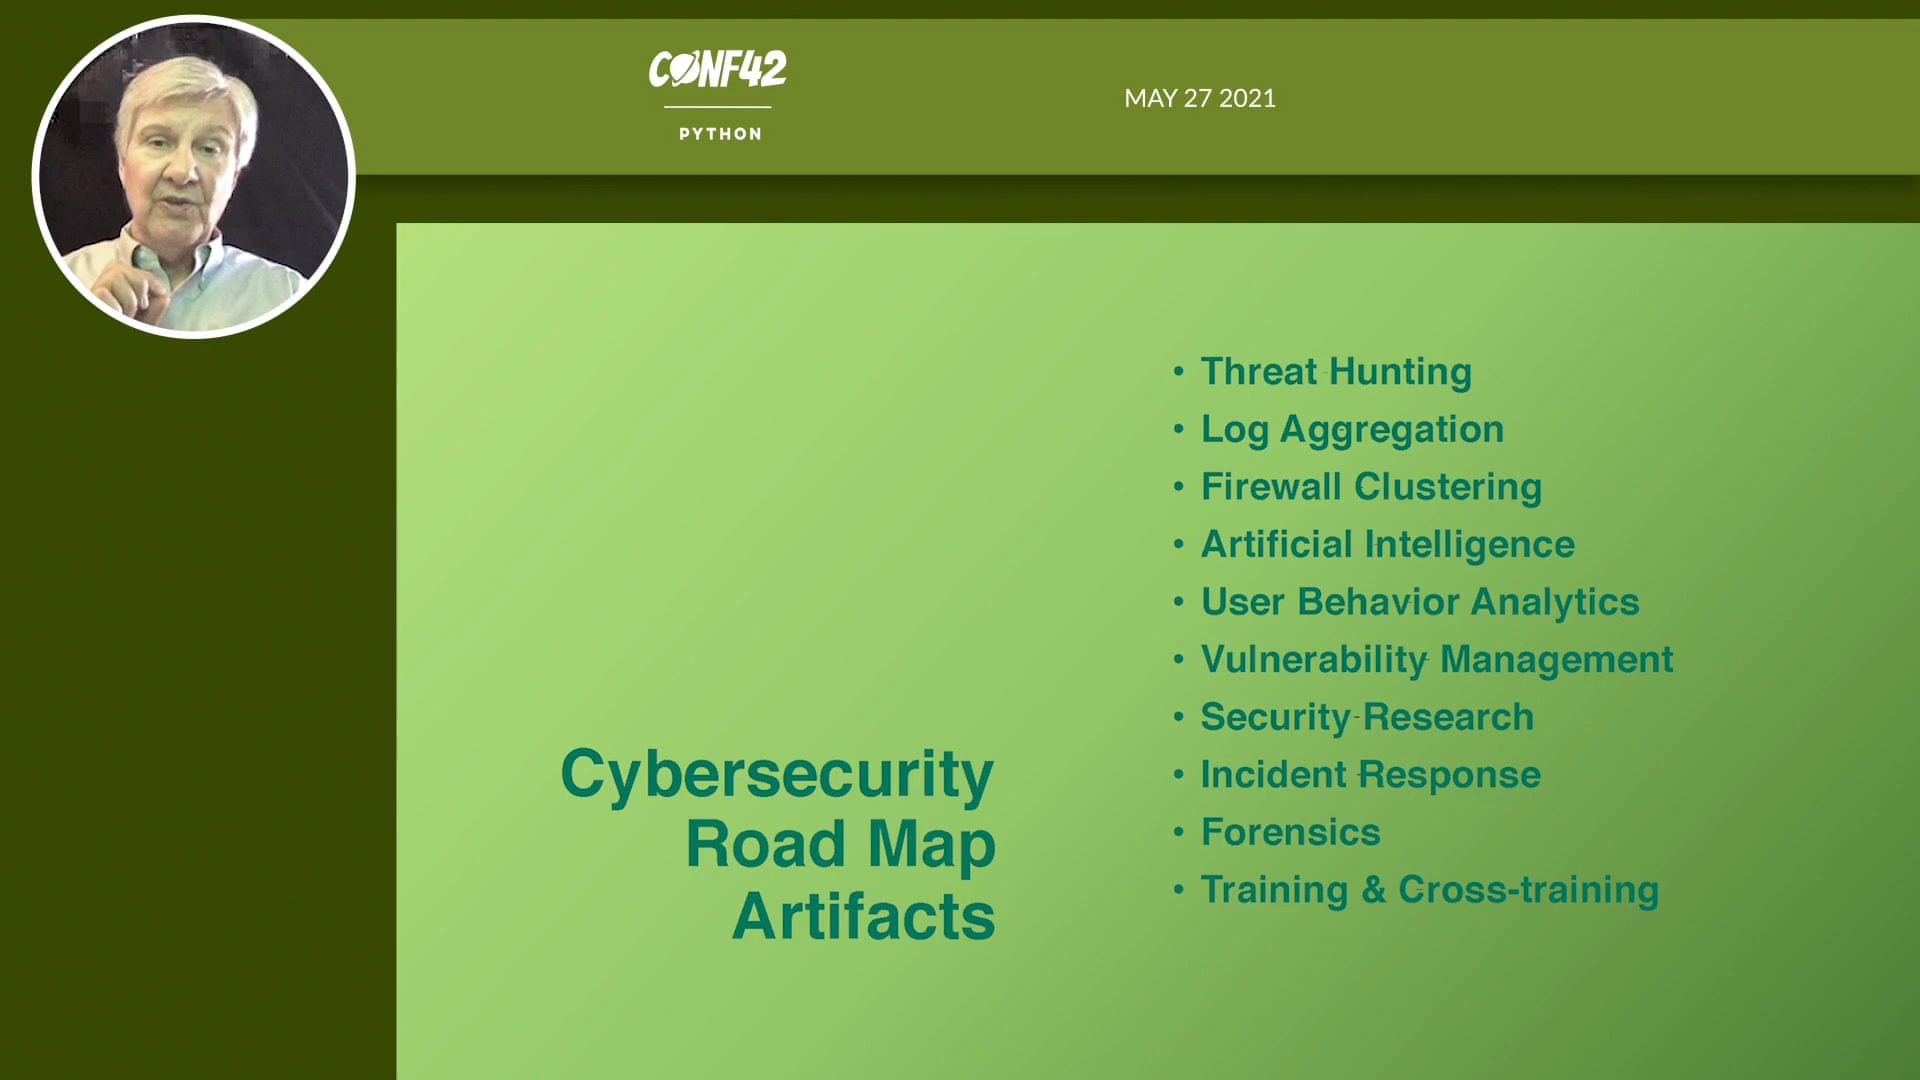 CONF42
PYTHON
MAY 27 2021
Cybersecurity
Road Map
Artifacts
• Threat Hunting
• Log Aggregation
• Firewall Clustering
• Artificial Intelligence
• User Behavior Analytics
• Vulnerability Management
• Security Research
• Incident Response
• Forensics
• Training & Cross-training